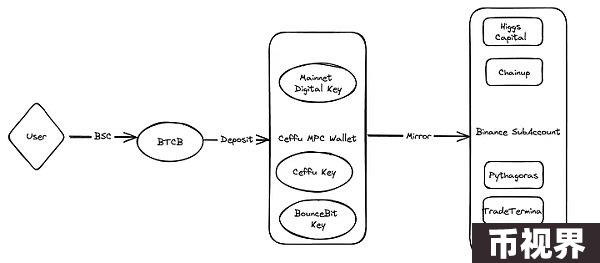 Higgs
Capital
Chainup
Mainnet
Digital Key
User
BSC
BTCB
Deposit
Ceffu MPC Wallet
Mirror
Binance SubAccount
Ceffu Key
Pythagoras
BounceBit
Key
TradeTermina
币视界